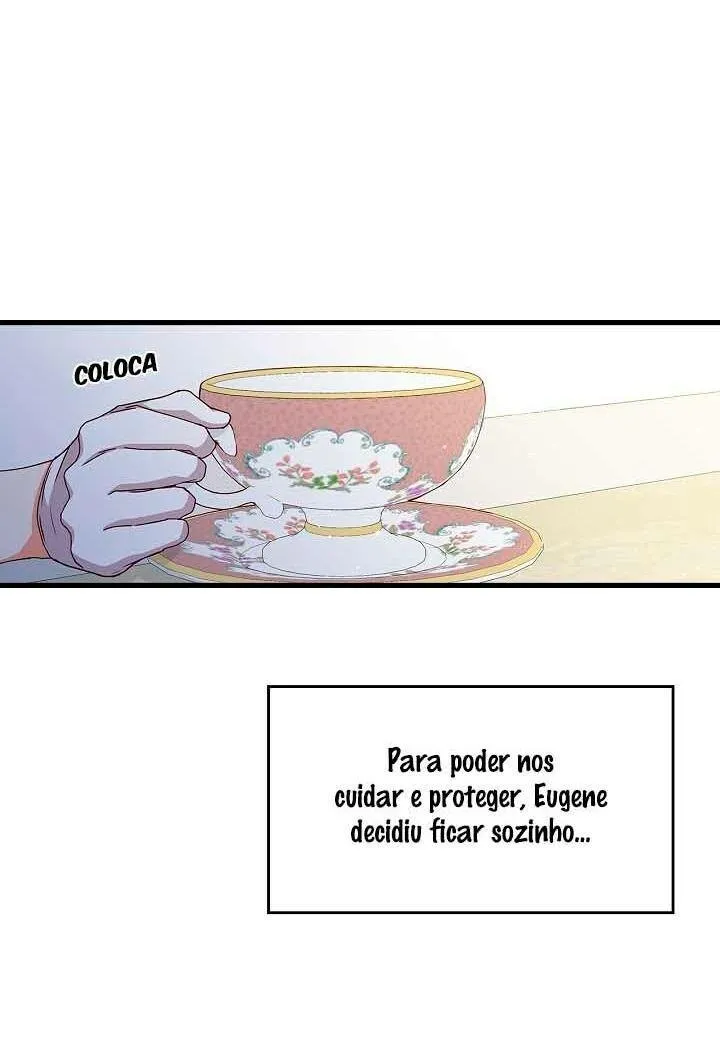 COLOCA
Para poder nos
cuidar e proteger, Eugene
decidiu ficar sozinho...